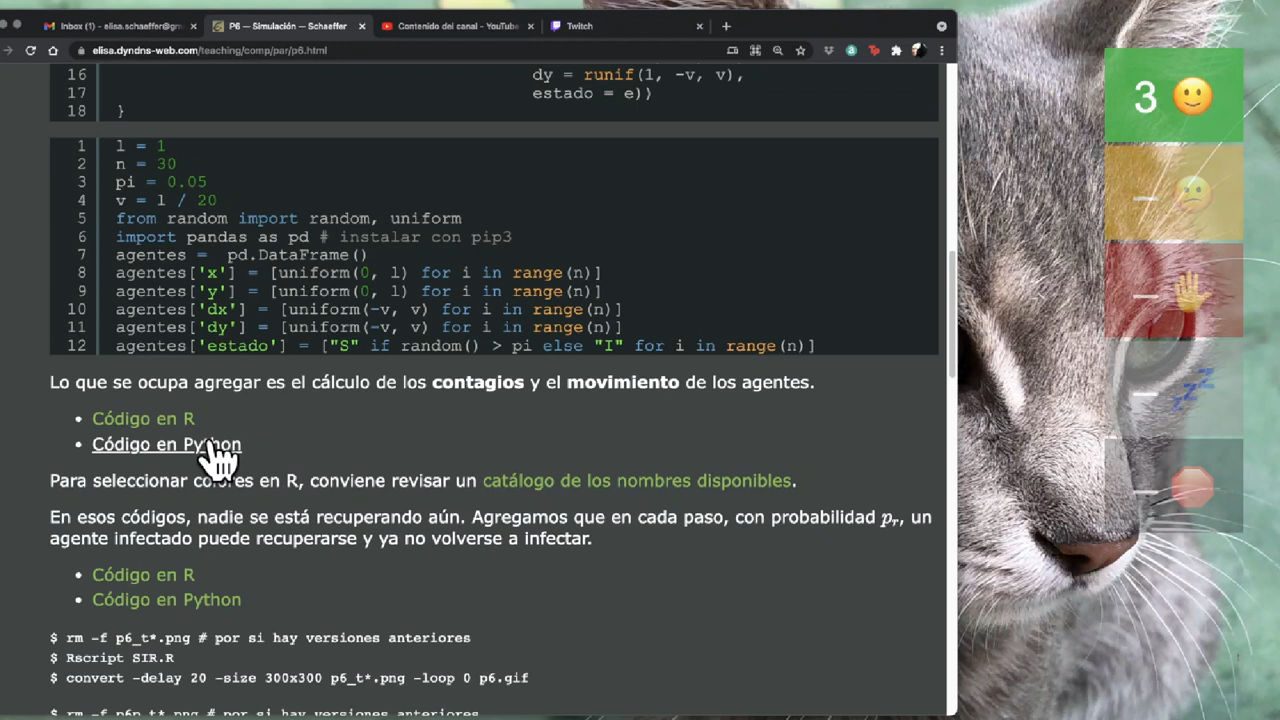 Inbox (1) - elisa.schaeffer@gm
P6 — Simulación — Schaeffer
Contenido del canal - YouTube
Twitch
elisa.dyndns-web.com/teaching/comp/par/p6.html
16 dy = runif(l, -v, v),
17 estado = e))
18 }
1 l = 1
2 n = 30
3 pi = 0.05
4 v = l / 20
5 from random import random, uniform
6 import pandas as pd # instalar con pip3
7 agentes =  pd.DataFrame()
8 agentes['x'] = [uniform(0, l) for i in range(n)]
9 agentes['y'] = [uniform(0, l) for i in range(n)]
10 agentes['dx'] = [uniform(-v, v) for i in range(n)]
11 agentes['dy'] = [uniform(-v, v) for i in range(n)]
12 agentes['estado'] = ["S" if random() > pi else "I" for i in range(n)]
Lo que se ocupa agregar es el cálculo de los contagios y el movimiento de los agentes.
• Código en R
• Código en Python
Para seleccionar colores en R, conviene revisar un catálogo de los nombres disponibles.
En esos códigos, nadie se está recuperando aún. Agregamos que en cada paso, con probabilidad pr, un
agente infectado puede recuperarse y ya no volverse a infectar.
• Código en R
• Código en Python
$ rm -f p6_t*.png # por si hay versiones anteriores
$ Rscript SIR.R
$ convert -delay 20 -size 300x300 p6_t*.png -loop 0 p6.gif
$ rm -f p6p_t*.png # por si hay versiones anteriores
3